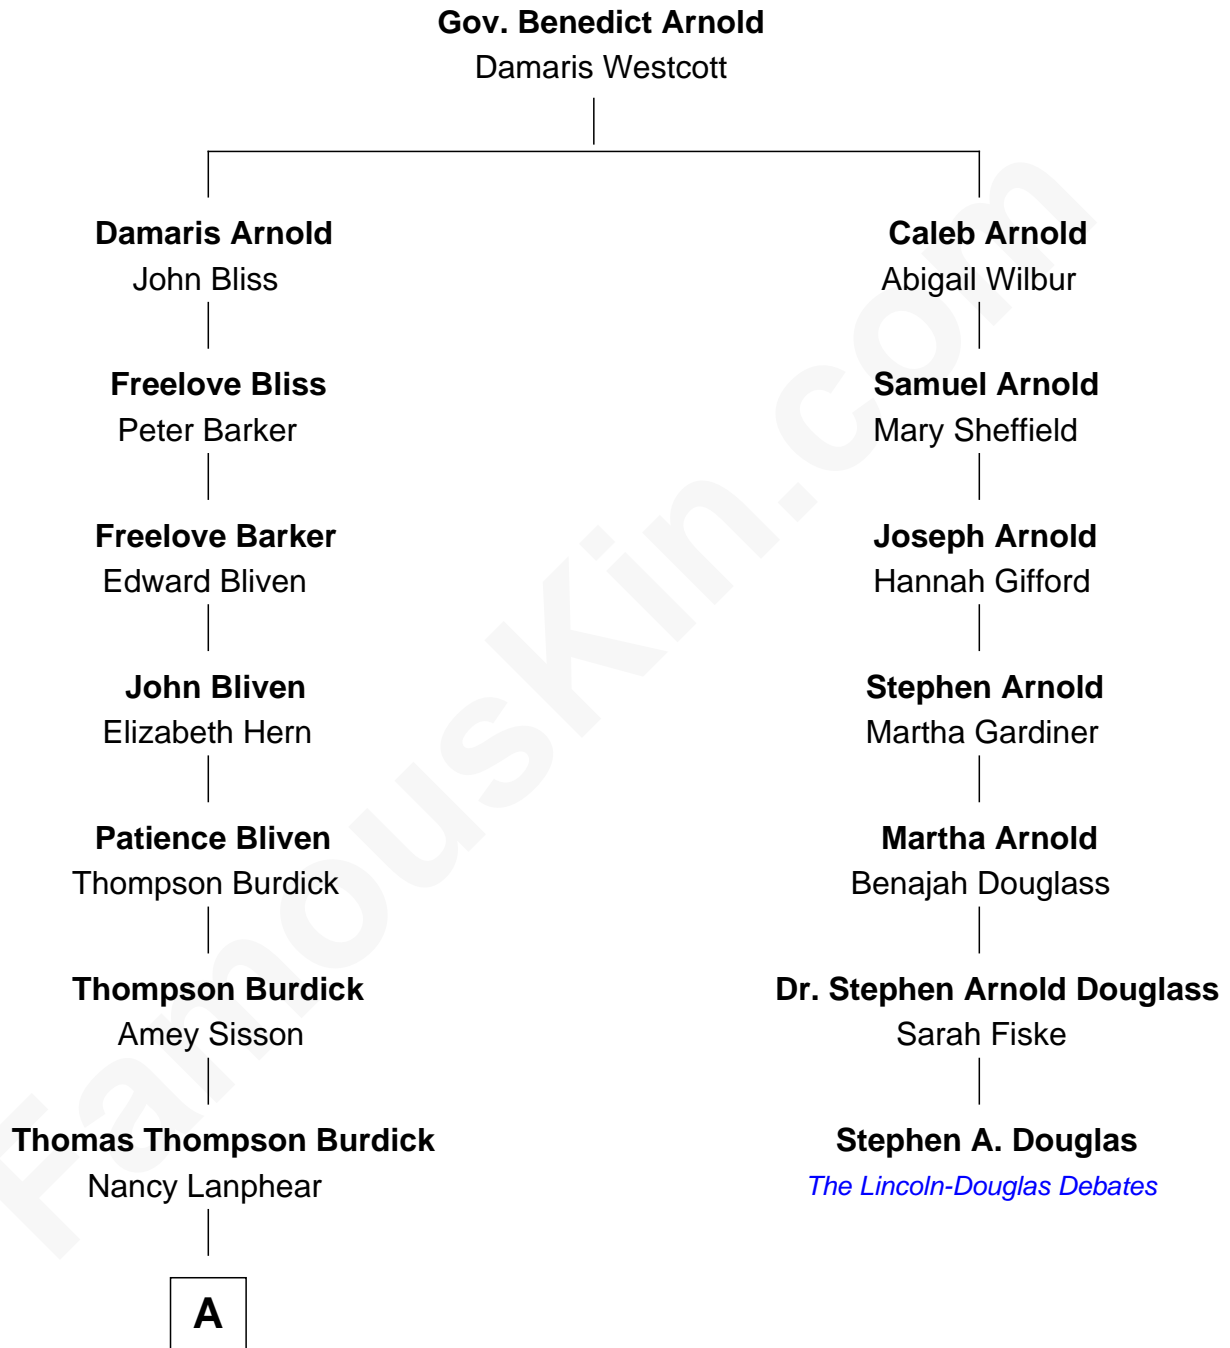 Gov. Benedict Arnold
Damaris Westcott
Damaris Arnold
John Bliss
Caleb Arnold
Abigail Wilbur
Freelove Bliss
Peter Barker
Samuel Arnold
Mary Sheffield
Freelove Barker
Edward Bliven
Joseph Arnold
Hannah Gifford
John Bliven
Elizabeth Hern
Stephen Arnold
Martha Gardiner
Patience Bliven
Thompson Burdick
Martha Arnold
Benajah Douglass
Thompson Burdick
Amey Sisson
Dr. Stephen Arnold Douglass
Sarah Fiske
Thomas Thompson Burdick
Nancy Lanphear
Stephen A. Douglas
The Lincoln-Douglas Debates
A
FamousKin.com